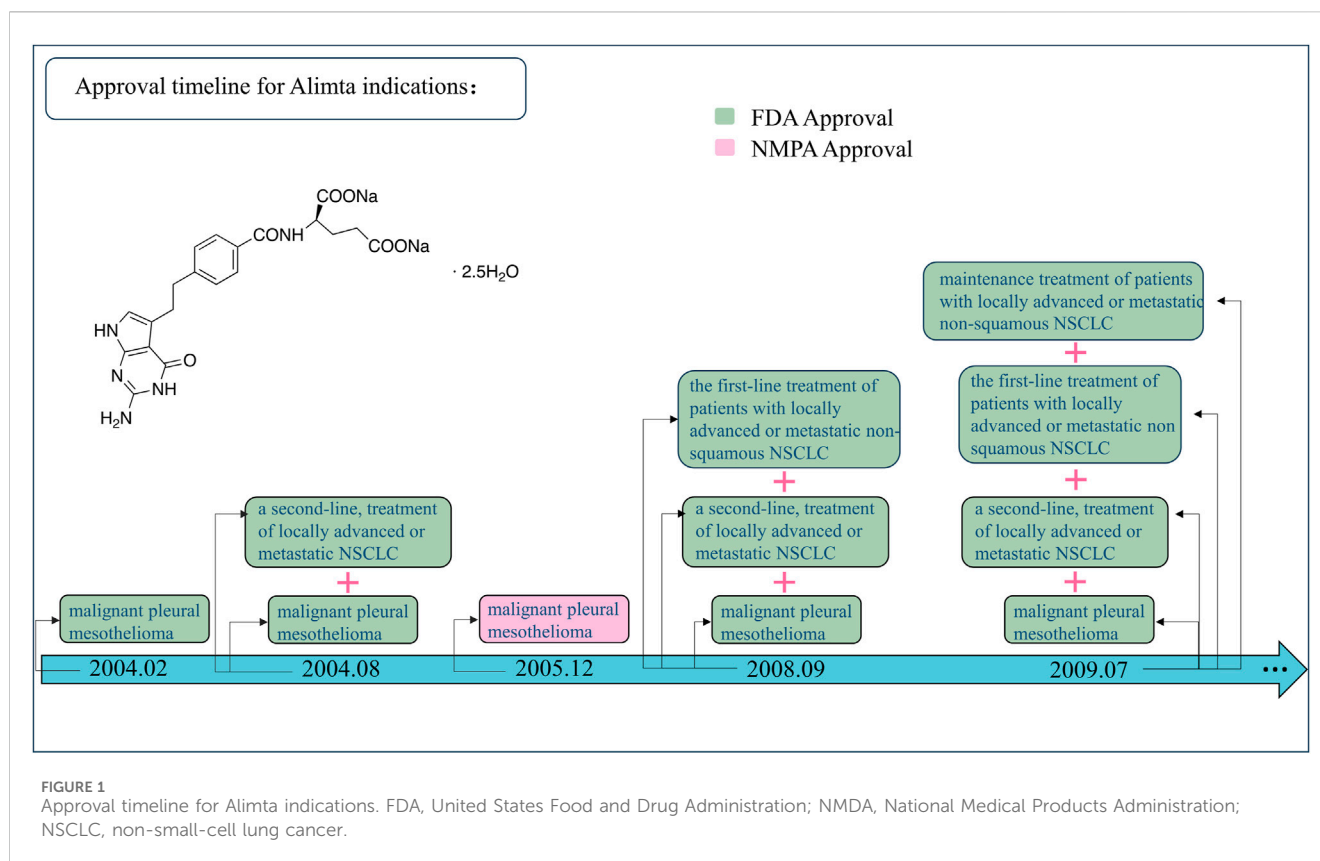 Approval timeline for Alimta indications:
FDA Approval
NMPA Approval
COONa
CONH
COONa
· 2.5H₂O
HN
O
N
NH
N
H₂N
malignant pleural
mesothelioma
2004.02
a second-line, treatment
of locally advanced or
metastatic NSCLC
+
malignant pleural
mesothelioma
2004.08
malignant pleural
mesothelioma
2005.12
the first-line treatment of
patients with locally
advanced or metastatic non-
squamous NSCLC
+
a second-line, treatment
of locally advanced or
metastatic NSCLC
+
malignant pleural
mesothelioma
2008.09
maintenance treatment of patients
with locally advanced or metastatic
non-squamous NSCLC
+
the first-line treatment of
patients with locally
advanced or metastatic non
squamous NSCLC
+
a second-line, treatment
of locally advanced or
metastatic NSCLC
+
malignant pleural
mesothelioma
2009.07
...
FIGURE 1
Approval timeline for Alimta indications. FDA, United States Food and Drug Administration; NMDA, National Medical Products Administration;
NSCLC, non-small-cell lung cancer.